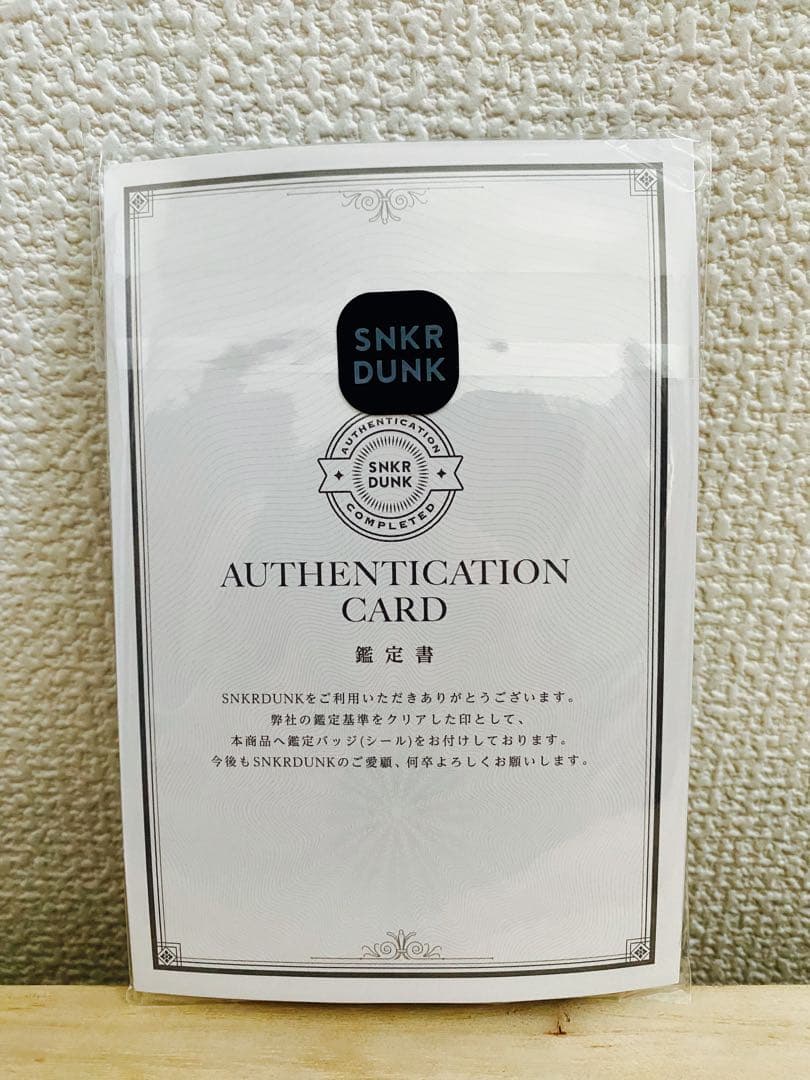 SNKR
DUNK
AUTHENTICATION
SNKR
DUNK
COMPLETED
AUTHENTICATION
CARD
鑑定書
SNKRDUNKをご利用いただきありがとうございます。
弊社の鑑定基準をクリアした印として、
本商品へ鑑定バッジ(シール)をお付けしております。
今後もSNKRDUNKのご愛顧、何卒よろしくお願いします。